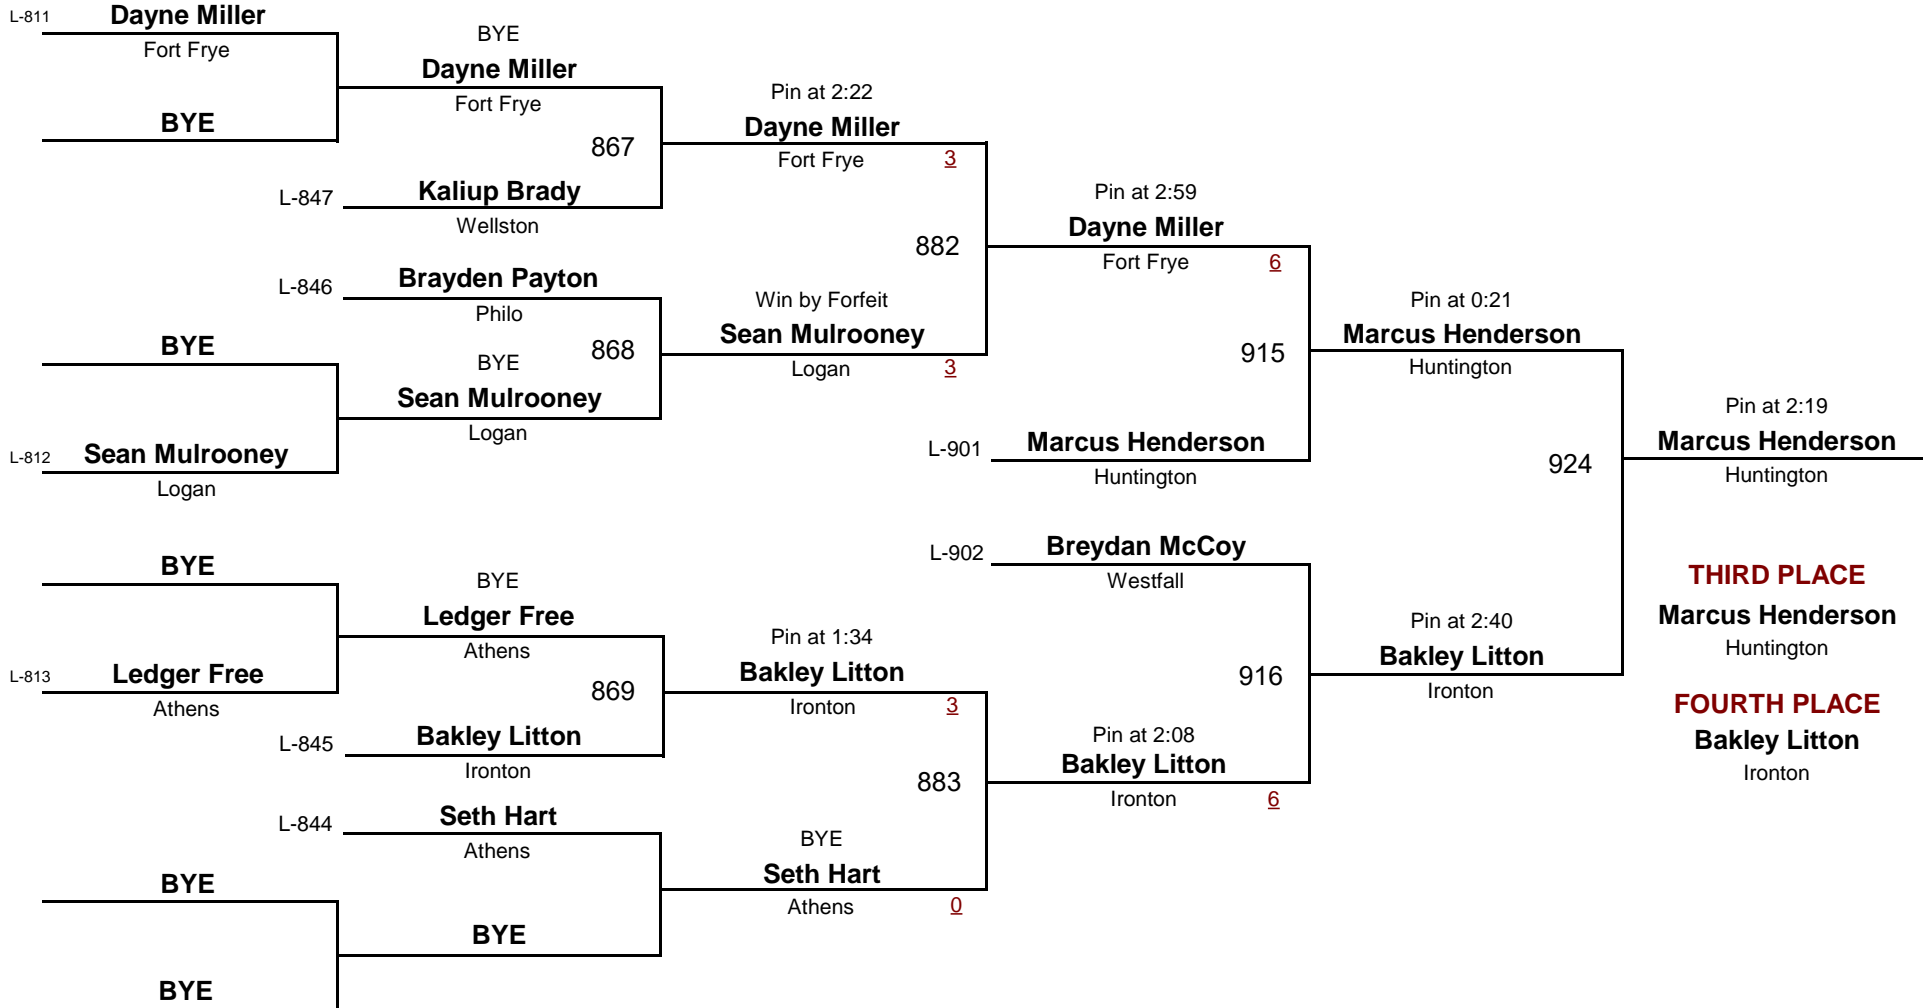 L-811
Dayne Miller
Fort Frye
BYE
BYE
Dayne Miller
Fort Frye
867
L-847
Kaliup Brady
Wellston
Pin at 2:22
Dayne Miller
Fort Frye
3
L-846
Brayden Payton
Philo
868
BYE
BYE
Sean Mulrooney
Logan
L-812
Sean Mulrooney
Logan
Win by Forfeit
Sean Mulrooney
Logan
3
882
Pin at 2:59
Dayne Miller
Fort Frye
6
915
L-901
Marcus Henderson
Huntington
Pin at 0:21
Marcus Henderson
Huntington
924
Pin at 2:19
Marcus Henderson
Huntington
BYE
L-813
Ledger Free
Athens
BYE
Ledger Free
Athens
869
L-845
Bakley Litton
Ironton
Pin at 1:34
Bakley Litton
Ironton
3
883
L-844
Seth Hart
Athens
BYE
BYE
BYE
BYE
Seth Hart
Athens
0
L-902
Breydan McCoy
Westfall
916
Pin at 2:08
Bakley Litton
Ironton
6
Pin at 2:40
Bakley Litton
Ironton
THIRD PLACE
Marcus Henderson
Huntington
FOURTH PLACE
Bakley Litton
Ironton